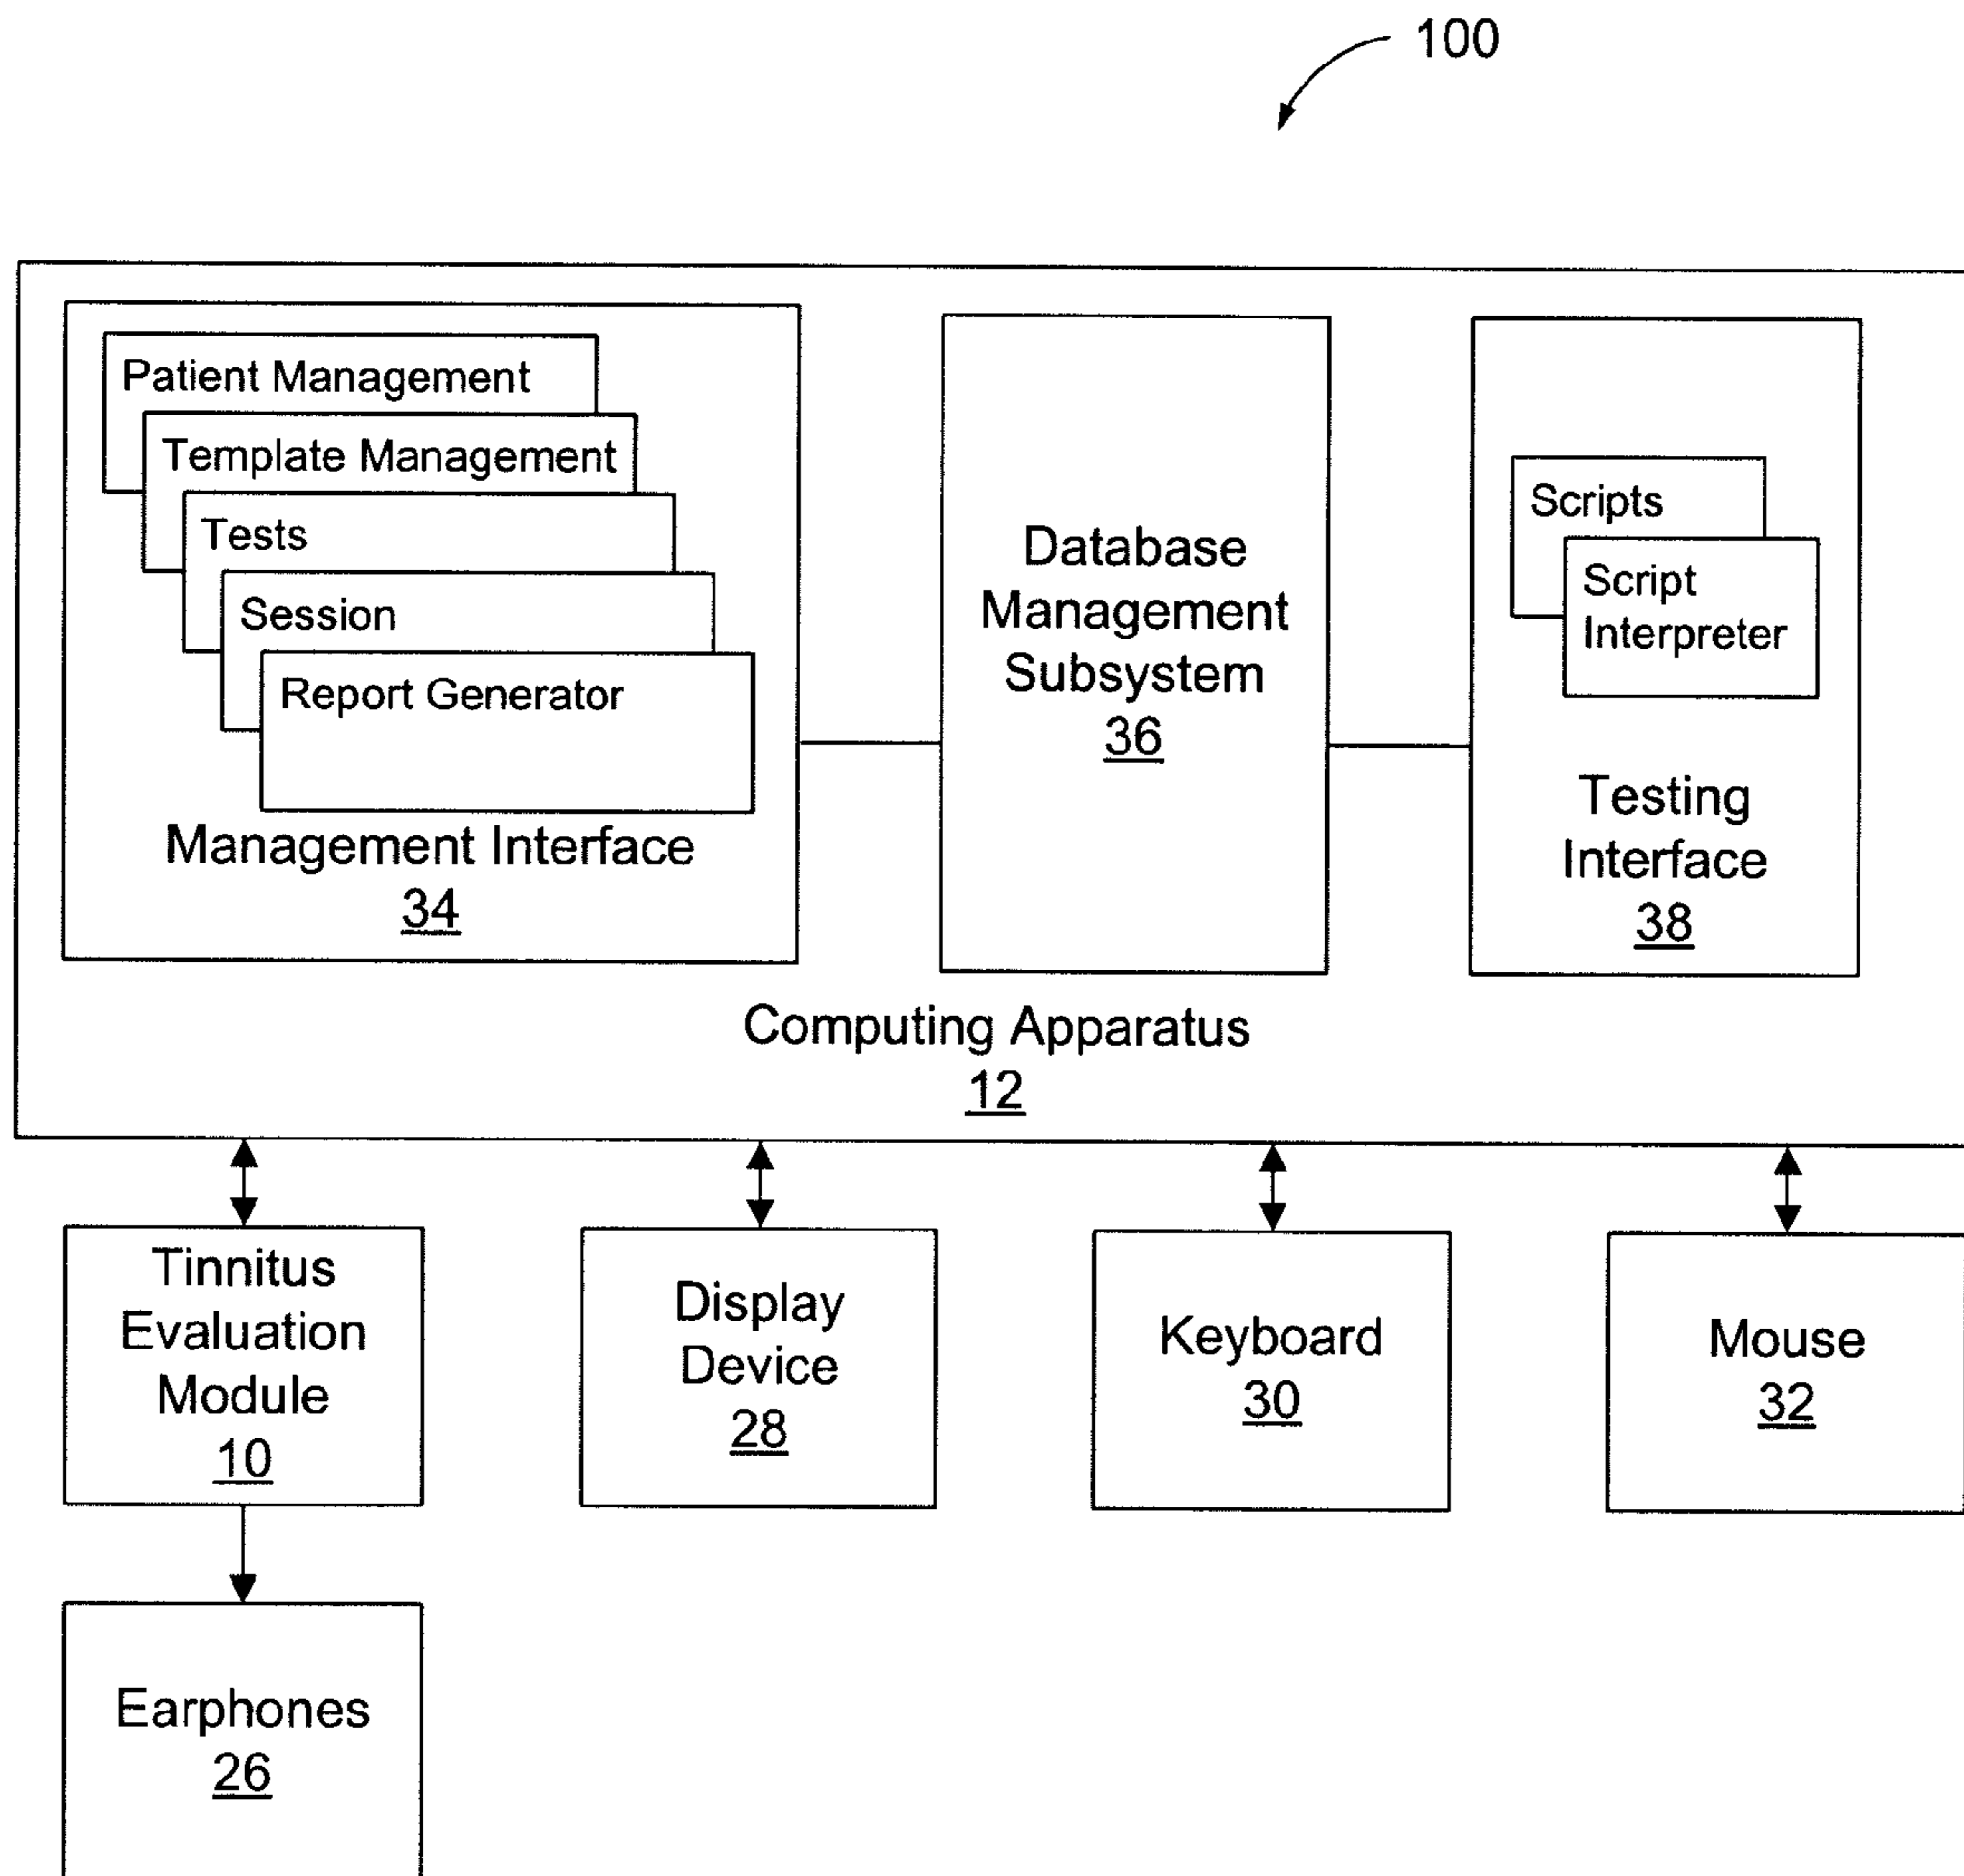 100
Patient Management
Template Management
Tests
Session
Report Generator
Management Interface
34
Database
Management
Subsystem
36
Scripts
Script
Interpreter
Testing
Interface
38
Computing Apparatus
12
Tinnitus
Evaluation
Module
10
Display
Device
28
Keyboard
30
Mouse
32
Earphones
26